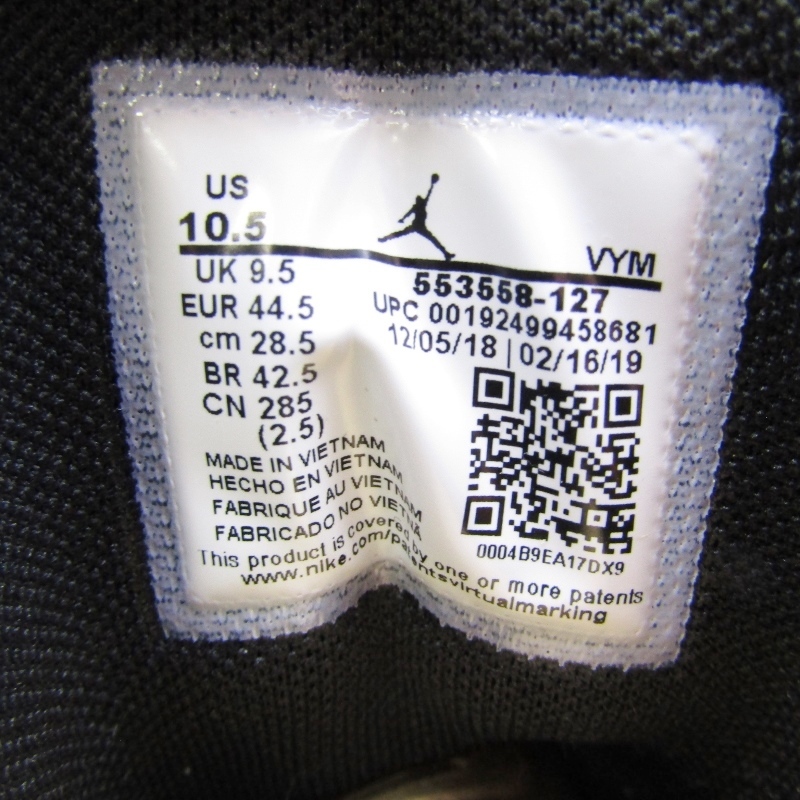 US
10.5
VYM
UK 9.5
EUR 44.5
cm 28.5
BR 42.5
CN 285
(2.5)
553558-127
UPC 00192499458681
12/05/18 | 02/16/19
MADE IN VIETNAM
HECHO EN VIETNAM
FABRIQUE AU VIETNAM
FABRICADO NO VIETNÃ
0004B9EA17DX9
This product is covered by one or more patents
www.nike.com/patentsvirtualmarking